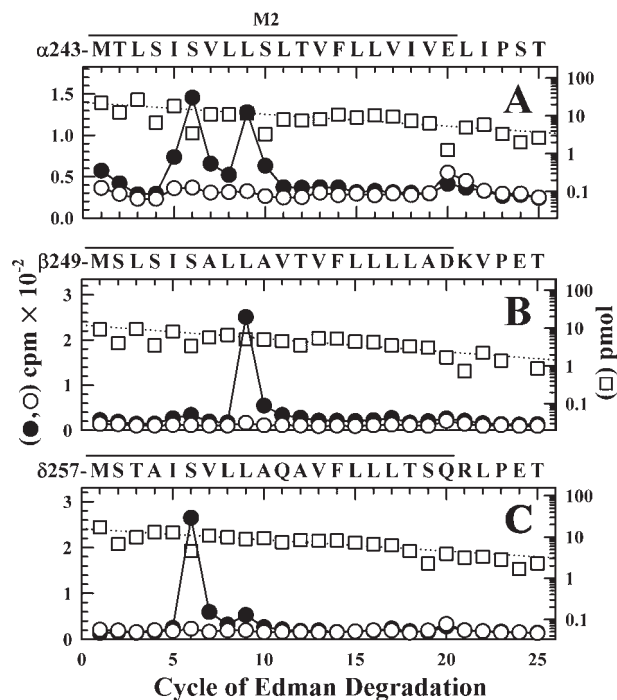 M2
α243-MTLSISVLLSLTVFLLVIVELIPST
A
1.5
1.0
0.5
0.0
100
10
1
0.1
β249-MSLSISALLAVTVFLLLLADKVPET
B
3
2
1
0
100
10
1
0.1
0.01
(●,○) cpm × 10⁻²
(□) pmol
δ257-MSTAISVLLAQAVFLLLTSQRLPET
C
3
2
1
0
100
10
1
0.1
0 5 10 15 20 25
Cycle of Edman Degradation